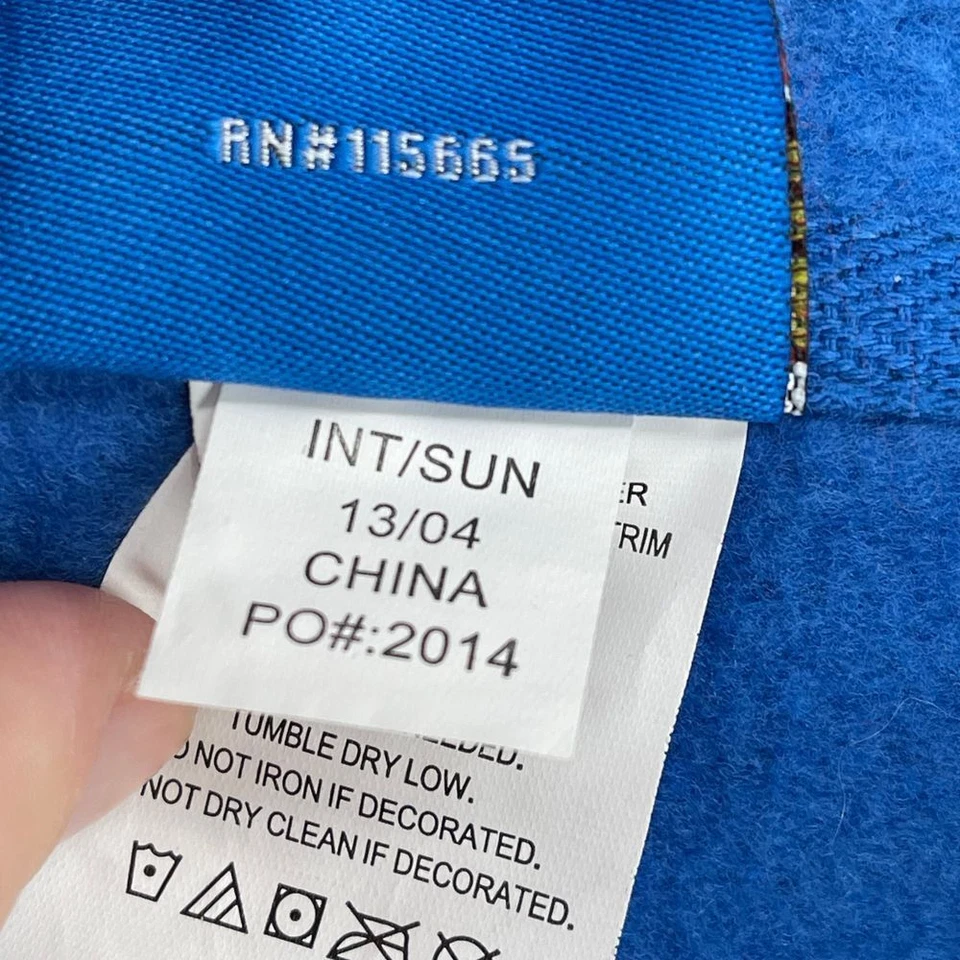 RN#115665
INT/SUN
13/04
CHINA
PO#:2014
TRIM
TUMBLE DRY LOW.
NOT IRON IF DECORATED.
NOT DRY CLEAN IF DECORATED.